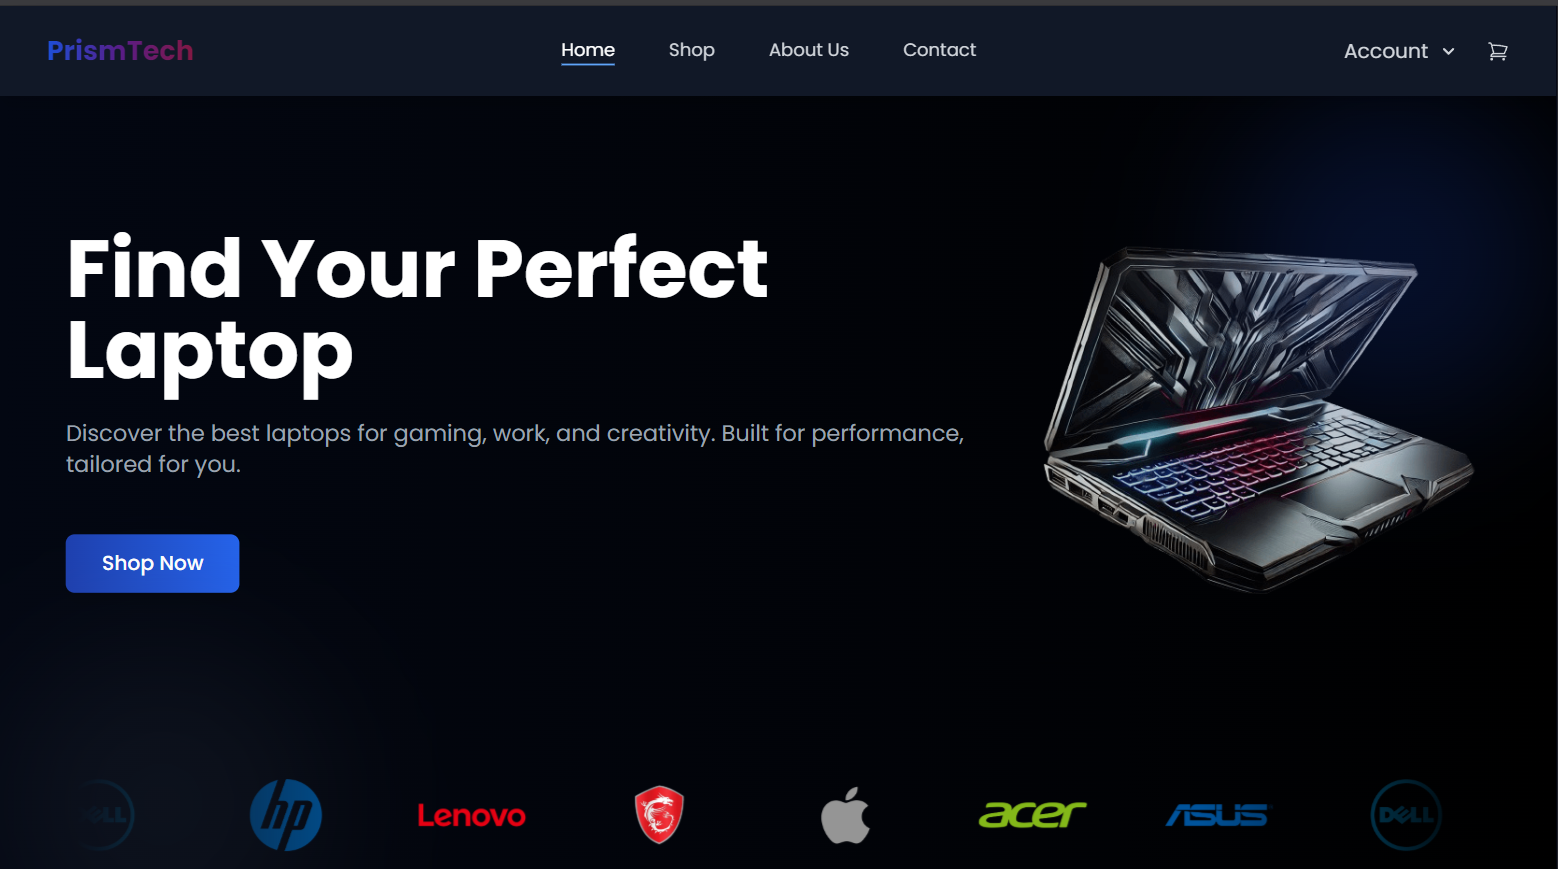 PrismTech
Home
Shop
About Us
Contact
Account
Find Your Perfect
Laptop
Discover the best laptops for gaming, work, and creativity. Built for performance,
tailored for you.
Shop Now
DELL
hp
Lenovo
acer
ASUS
DELL